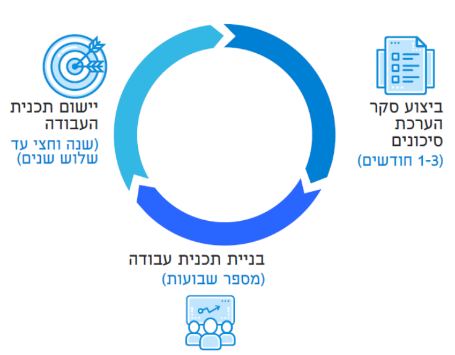 ביצוע סקר
הערכת
סיכונים
(1-3 חודשים)
בניית תכנית עבודה
(מספר שבועות)
יישום תכנית
העבודה
(שנה וחצי עד
שלוש שנים)